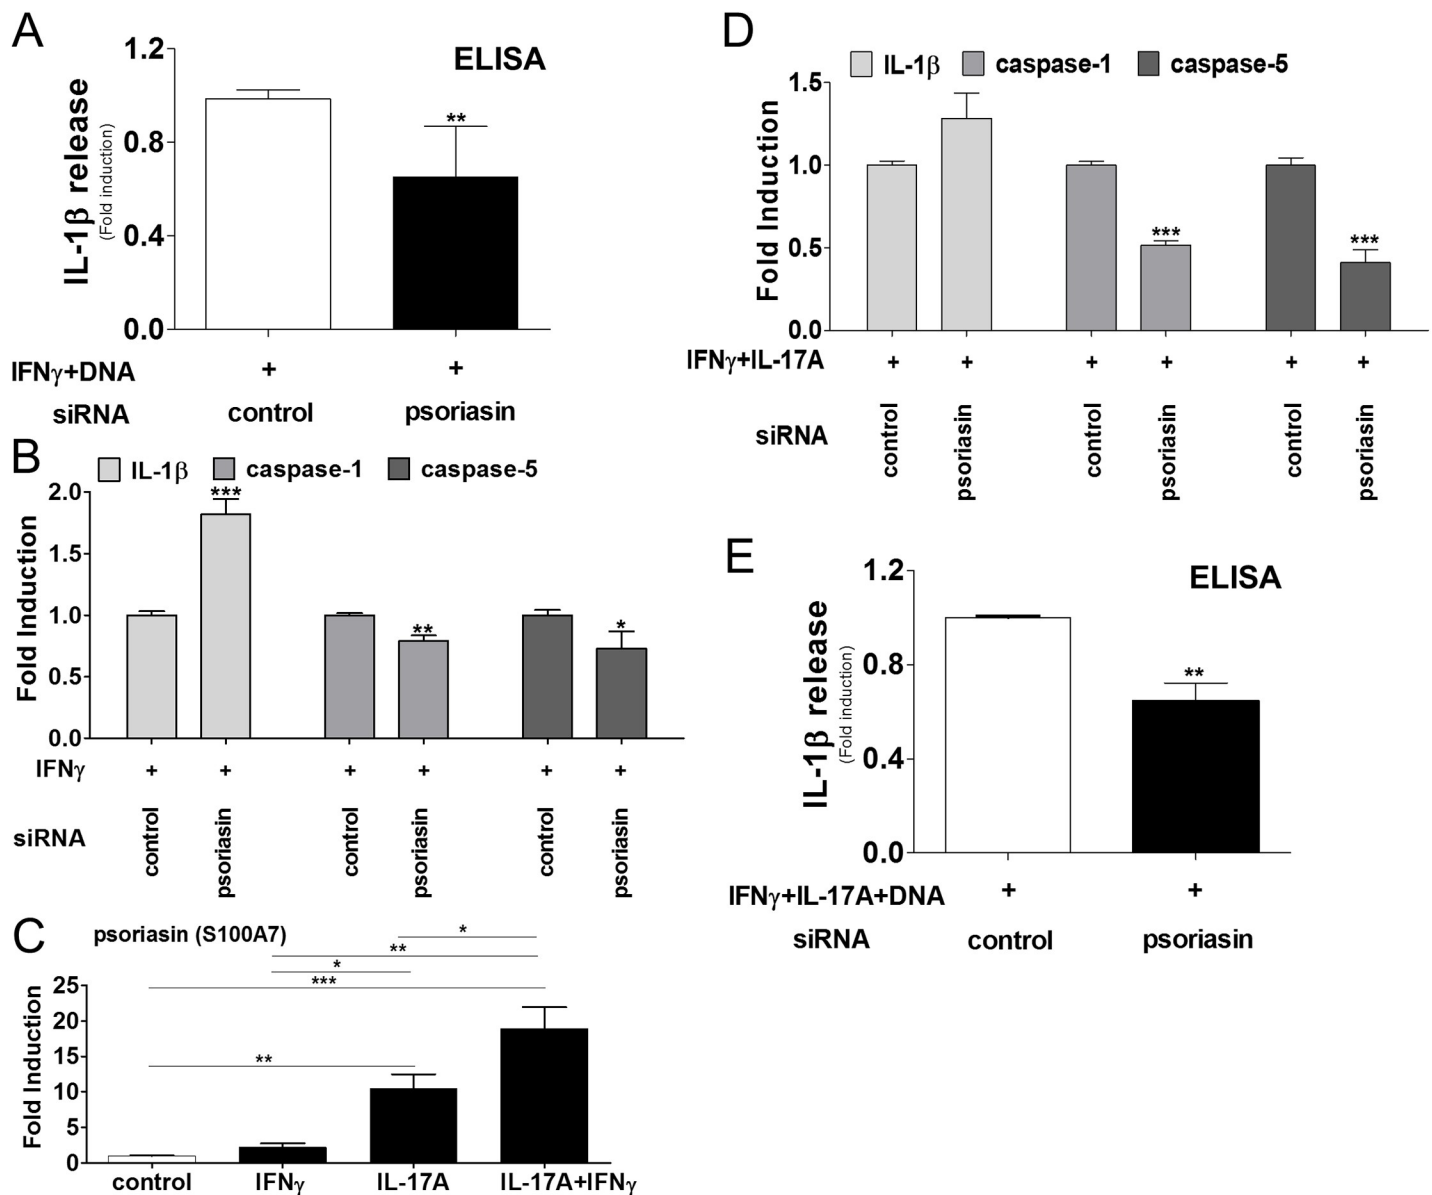 A
ELISA
IL-1β release
(Fold induction)
1.2
0.8
0.4
0.0
**
IFNγ+DNA + +
siRNA control psoriasin
B
IL-1β caspase-1 caspase-5
Fold Induction
2.0
1.5
1.0
0.5
0.0
*** ** *
IFNγ + + + + + +
siRNA control psoriasin control psoriasin control psoriasin
C
psoriasin (S100A7)
Fold Induction
25
20
15
10
5
0
*
**
*
***
**
control IFNγ IL-17A IL-17A+IFNγ
D
IL-1β caspase-1 caspase-5
Fold Induction
1.5
1.0
0.5
0.0
*** ***
IFNγ+IL-17A + + + + + +
siRNA control psoriasin control psoriasin control psoriasin
E
ELISA
IL-1β release
(Fold induction)
1.2
0.8
0.4
0.0
**
IFNγ+IL-17A+DNA + +
siRNA control psoriasin